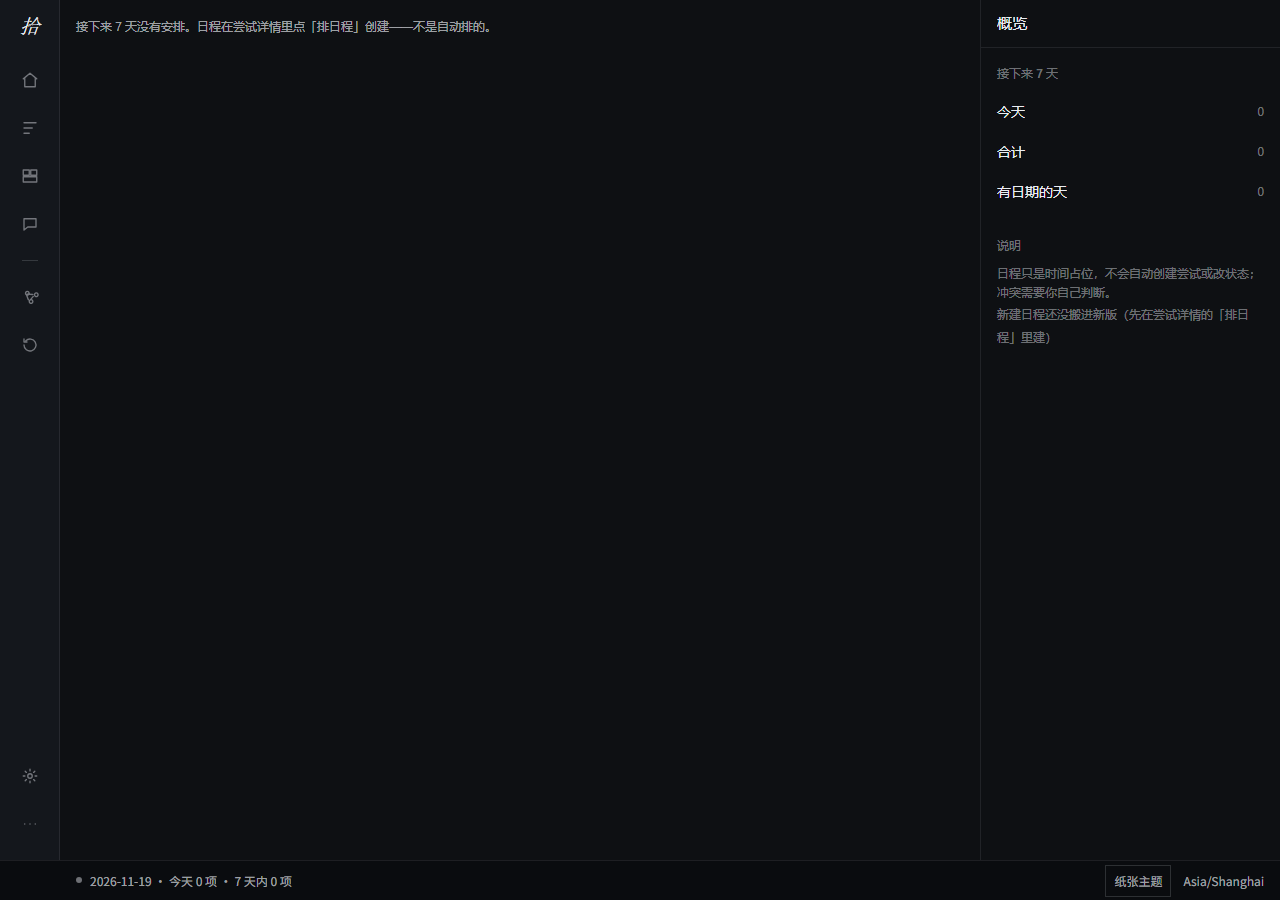 拾
接下来 7 天没有安排。日程在尝试详情里点「排日程」创建——不是自动排的。
概览
接下来 7 天
今天 0
合计 0
有日期的天 0
说明
日程只是时间占位，不会自动创建尝试或改状态；
冲突需要你自己判断。
新建日程还没搬进新版（先在尝试详情的「排日
程」里建）
2026-11-19 · 今天 0 项 · 7 天内 0 项
纸张主题
Asia/Shanghai